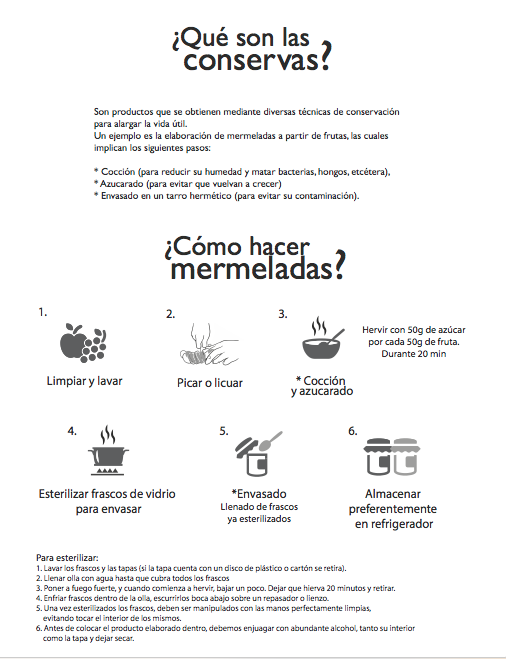 ¿Qué son las
conservas?
Son productos que se obtienen mediante diversas técnicas de conservación
para alargar la vida útil.
Un ejemplo es la elaboración de mermeladas a partir de frutas, las cuales
implican los siguientes pasos:
* Cocción (para reducir su humedad y matar bacterias, hongos, etcétera),
* Azucarado (para evitar que vuelvan a crecer)
* Envasado en un tarro hermético (para evitar su contaminación).
¿Cómo hacer
mermeladas?
1.
Limpiar y lavar
2.
Picar o licuar
3.
Hervir con 50g de azúcar
por cada 50g de fruta.
Durante 20 min
* Cocción
y azucarado
4.
Esterilizar frascos de vidrio
para envasar
5.
*Envasado
Llenado de frascos
ya esterilizados
6.
Almacenar
preferentemente
en refrigerador
Para esterilizar:
1. Lavar los frascos y las tapas (si la tapa cuenta con un disco de plástico o cartón se retira).
2. Llenar olla con agua hasta que cubra todos los frascos
3. Poner a fuego fuerte, y cuando comienza a hervir, bajar un poco. Dejar que hierva 20 minutos y retirar.
4. Enfriar frascos dentro de la olla, escurrirlos boca abajo sobre un repasador o lienzo.
5. Una vez esterilizados los frascos, deben ser manipulados con las manos perfectamente limpias,
evitando tocar el interior de los mismos.
6. Antes de colocar el producto elaborado dentro, debemos enjuagar con abundante alcohol, tanto su interior
como la tapa y dejar secar.